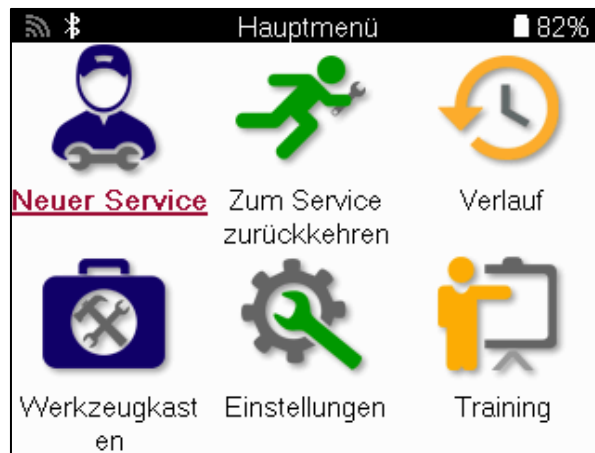 Hauptmenü 82%
Neuer Service
Zum Service
zurückkehren
Verlauf
Werkzeugkast
en
Einstellungen
Training